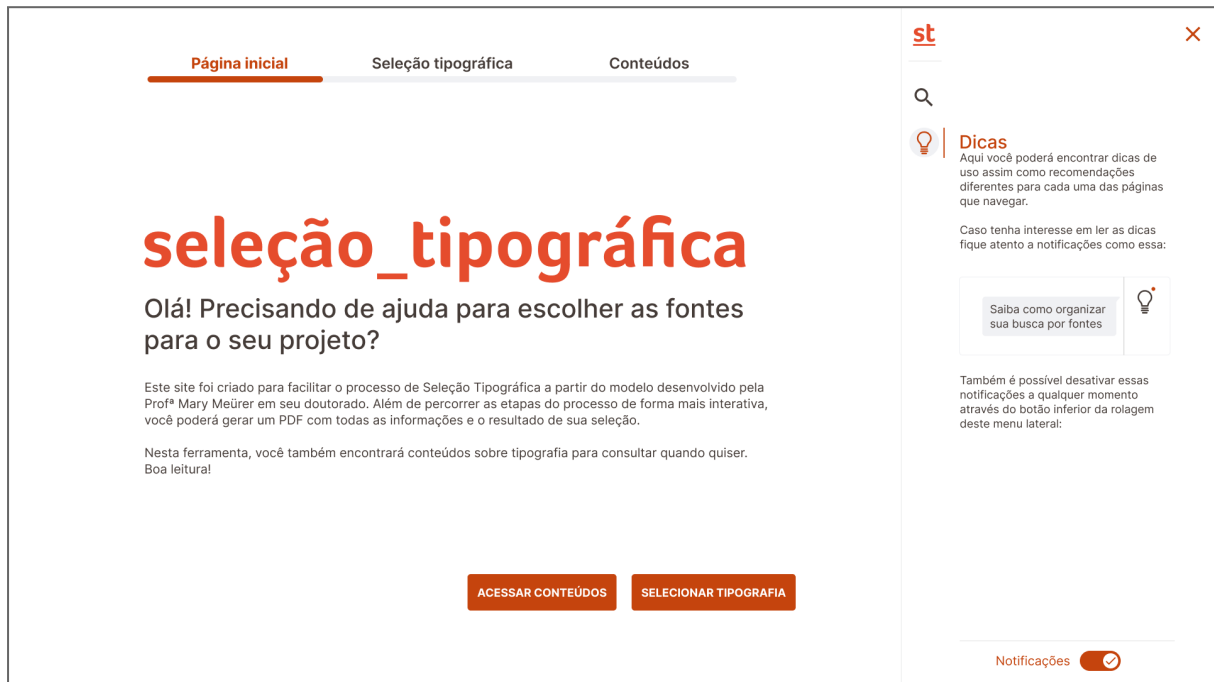 Página inicial
Seleção tipográfica
Conteúdos
seleção_tipográfica
Olá! Precisando de ajuda para escolher as fontes
para o seu projeto?
Este site foi criado para facilitar o processo de Seleção Tipográfica a partir do modelo desenvolvido pela
Profª Mary Meürer em seu doutorado. Além de percorrer as etapas do processo de forma mais interativa,
você poderá gerar um PDF com todas as informações e o resultado de sua seleção.
Nesta ferramenta, você também encontrará conteúdos sobre tipografia para consultar quando quiser.
Boa leitura!
ACESSAR CONTEÚDOS
SELECIONAR TIPOGRAFIA
st
Dicas
Aqui você poderá encontrar dicas de
uso assim como recomendações
diferentes para cada uma das páginas
que navegar.
Caso tenha interesse em ler as dicas
fique atento a notificações como essa:
Saiba como organizar
sua busca por fontes
Também é possível desativar essas
notificações a qualquer momento
através do botão inferior da rolagem
deste menu lateral:
Notificações